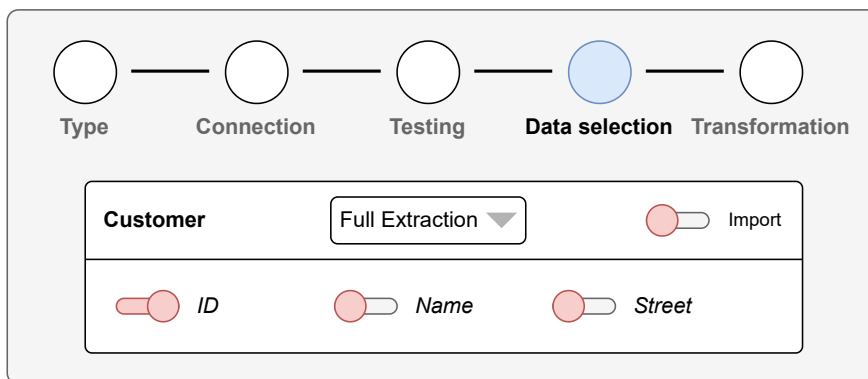 Type Connection Testing Data selection Transformation
Customer Full Extraction Import
ID Name Street